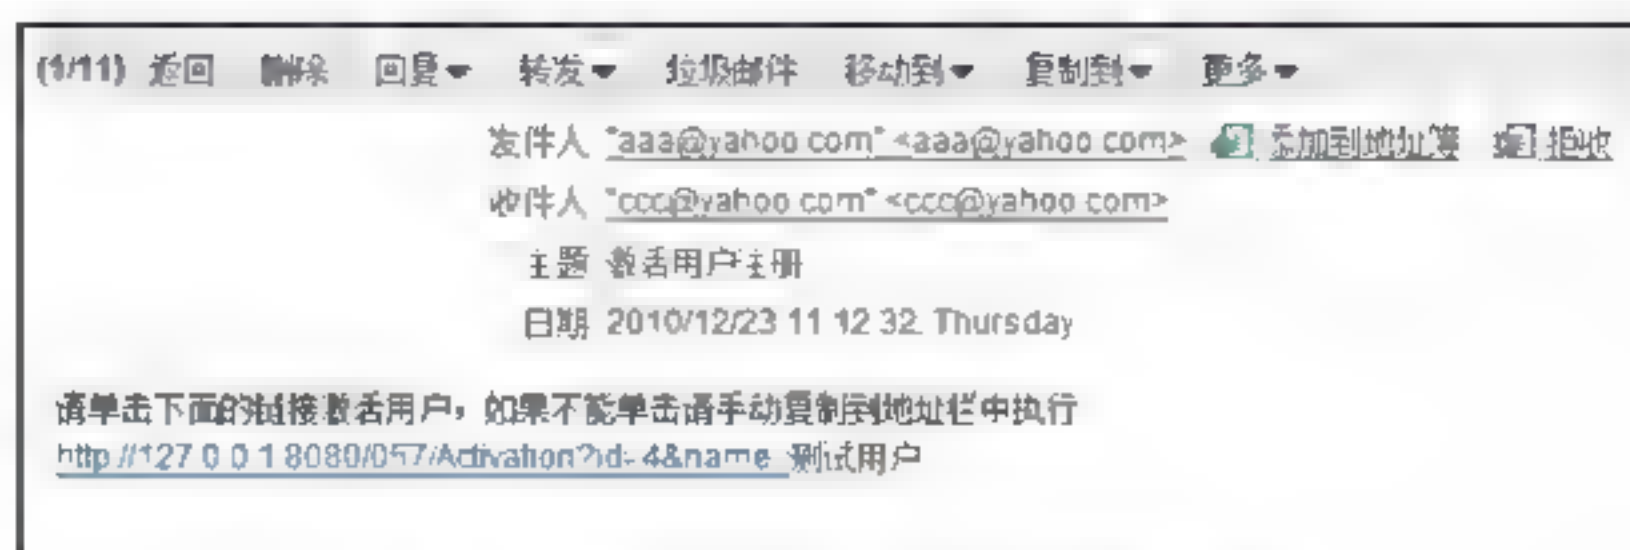 (1/11) 返回 删除 回复 转发 垃圾邮件 移动到 复制到 更多
发件人 "aaa@yahoo com" <aaa@yahoo com> 添加到地址簿 拒收
收件人 "ccc@yahoo com" <ccc@yahoo com>
主题 激活用户注册
日期 2010/12/23 11 12 32 Thursday
请单击下面的链接激活用户，如果不能单击请手动复制到地址栏中执行
http //127 0 0 1 8080/057/Activation?id=4&name 测试用户